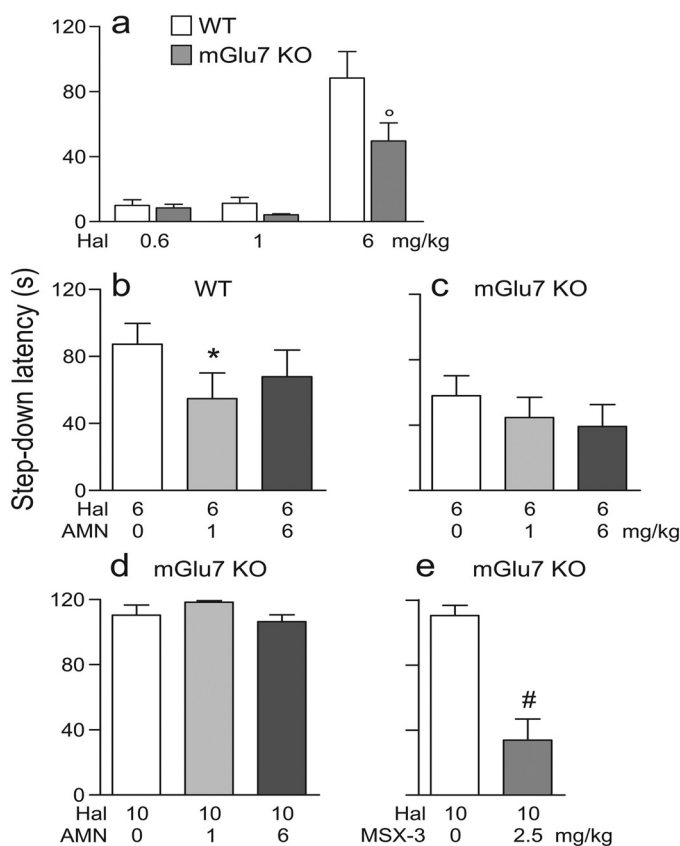 a
WT
mGlu7 KO
120
80
40
0
Hal 0.6 1 6 mg/kg
Step-down latency (s)
b WT
120
80
40
0
Hal 6 6 6
AMN 0 1 6
*
c mGlu7 KO
6 6 6
0 1 6 mg/kg
d mGlu7 KO
120
80
40
0
Hal 10 10 10
AMN 0 1 6
e mGlu7 KO
#
Hal 10 10
MSX-3 0 2.5 mg/kg